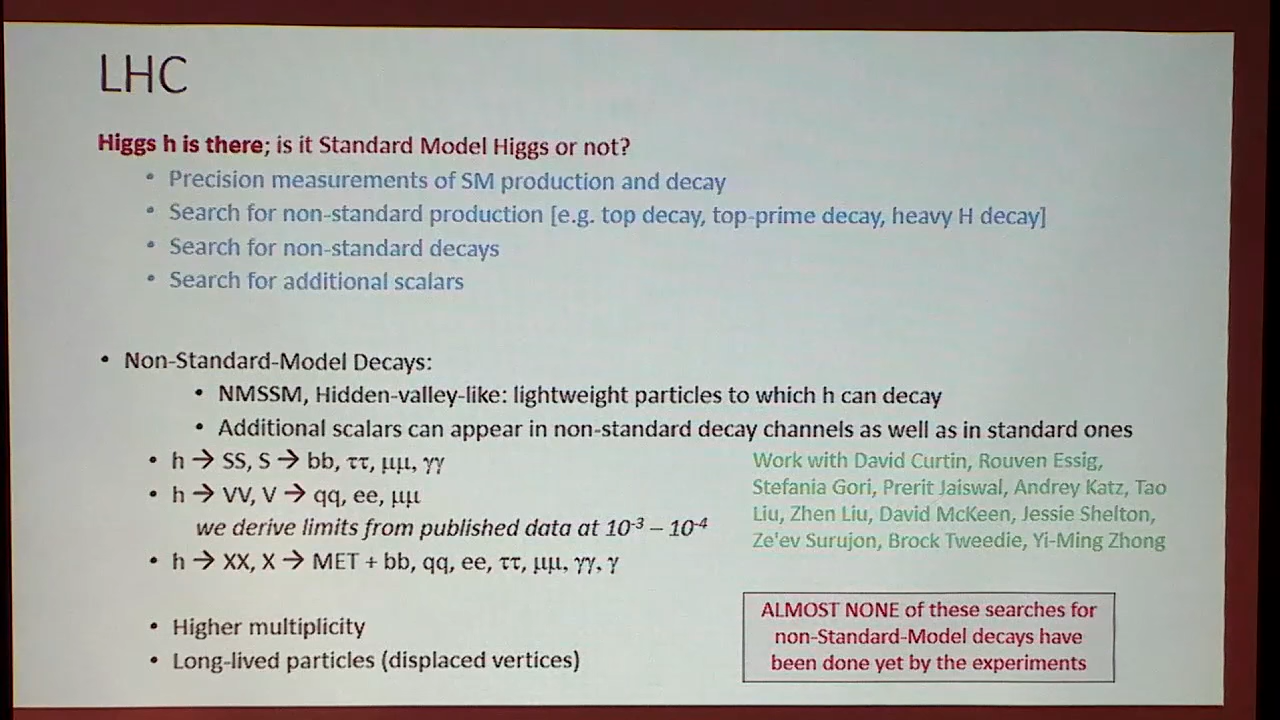 LHC
Higgs h is there; is it Standard Model Higgs or not?
• Precision measurements of SM production and decay
• Search for non-standard production [e.g. top decay, top-prime decay, heavy H decay]
• Search for non-standard decays
• Search for additional scalars
• Non-Standard-Model Decays:
• NMSSM, Hidden-valley-like: lightweight particles to which h can decay
• Additional scalars can appear in non-standard decay channels as well as in standard ones
• h → SS, S → bb, ττ, μμ, γγ
• h → VV, V → qq, ee, μμ
we derive limits from published data at 10⁻³ – 10⁻⁴
• h → XX, X → MET + bb, qq, ee, ττ, μμ, γγ, γ
• Higher multiplicity
• Long-lived particles (displaced vertices)
Work with David Curtin, Rouven Essig,
Stefania Gori, Prerit Jaiswal, Andrey Katz, Tao
Liu, Zhen Liu, David McKeen, Jessie Shelton,
Ze'ev Surujon, Brock Tweedie, Yi-Ming Zhong
ALMOST NONE of these searches for
non-Standard-Model decays have
been done yet by the experiments